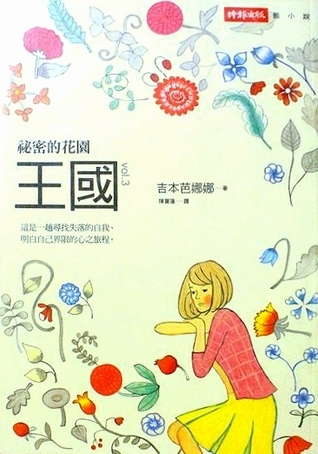 時報出版
藍小說
祕密的花園
王國 vol.3
吉本芭娜娜 著
陳寶蓮 譯
這是一趟尋找失落的自我、
明白自己界限的心之旅程。